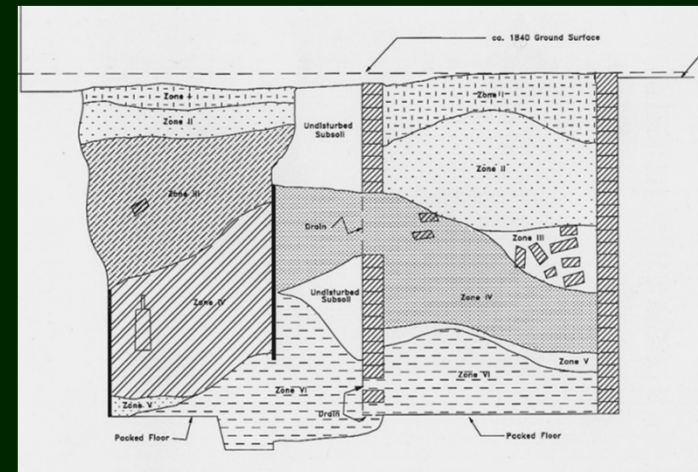 ca. 1840 Ground Surface
Zone I
Zone I
Zone II
Undisturbed
Subsoil
Zone II
Zone III
Drain
Zone III
Zone IV
Undisturbed
Subsoil
Zone IV
Zone V
Zone VI
Zone VI
Zone V
Drain
Packed Floor
Packed Floor